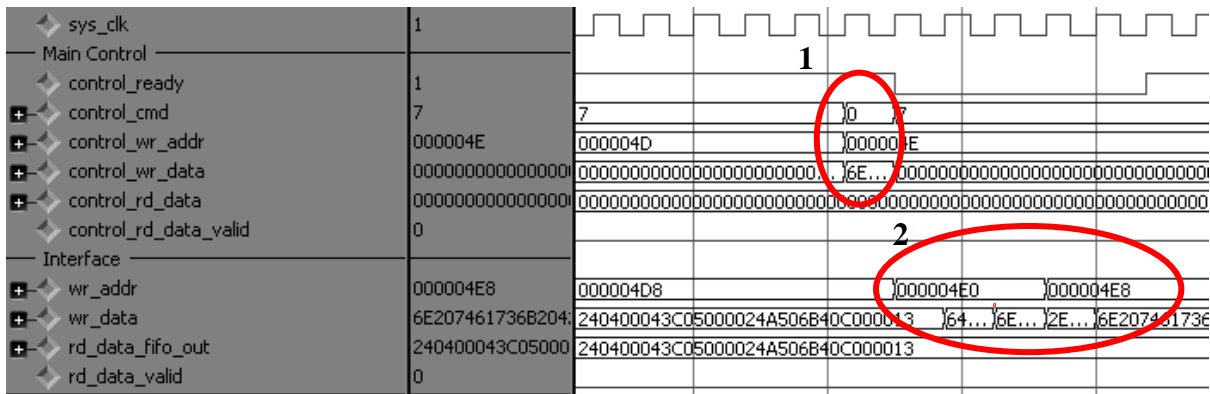 sys_clk 1
Main Control 1
control_ready 1
control_cmd 7 7 0 7
control_wr_addr 000004E 000004D 000004E
control_wr_data 6E...
control_rd_data
control_rd_data_valid 0
2
Interface
wr_addr 000004E8 000004D8 000004E0 000004E8
wr_data 6E207461736B204 240400043C05000024A506B40C000013 64... 6E... 2E... 6E207461736
rd_data_fifo_out 240400043C05000 240400043C05000024A506B40C000013
rd_data_valid 0